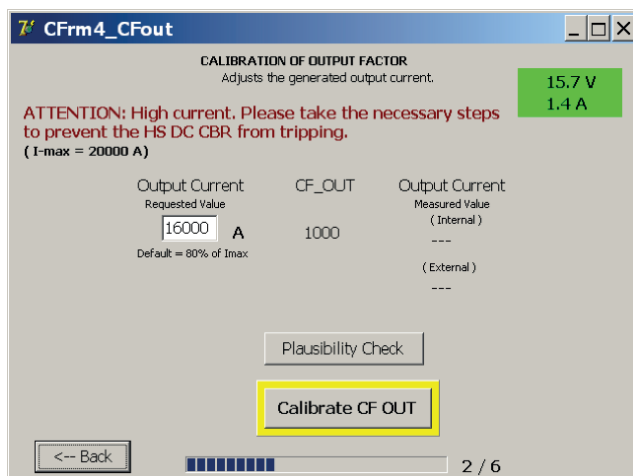 CFrm4_CFout
CALIBRATION OF OUTPUT FACTOR
Adjusts the generated output current.
15.7 V
1.4 A
ATTENTION: High current. Please take the necessary steps
to prevent the HS DC CBR from tripping.
( I-max = 20000 A)
Output Current CF_OUT Output Current
Requested Value Measured Value
( Internal )
16000 A 1000
---
Default = 80% of Imax
( External )
---
Plausibility Check
Calibrate CF OUT
<-- Back
2 / 6